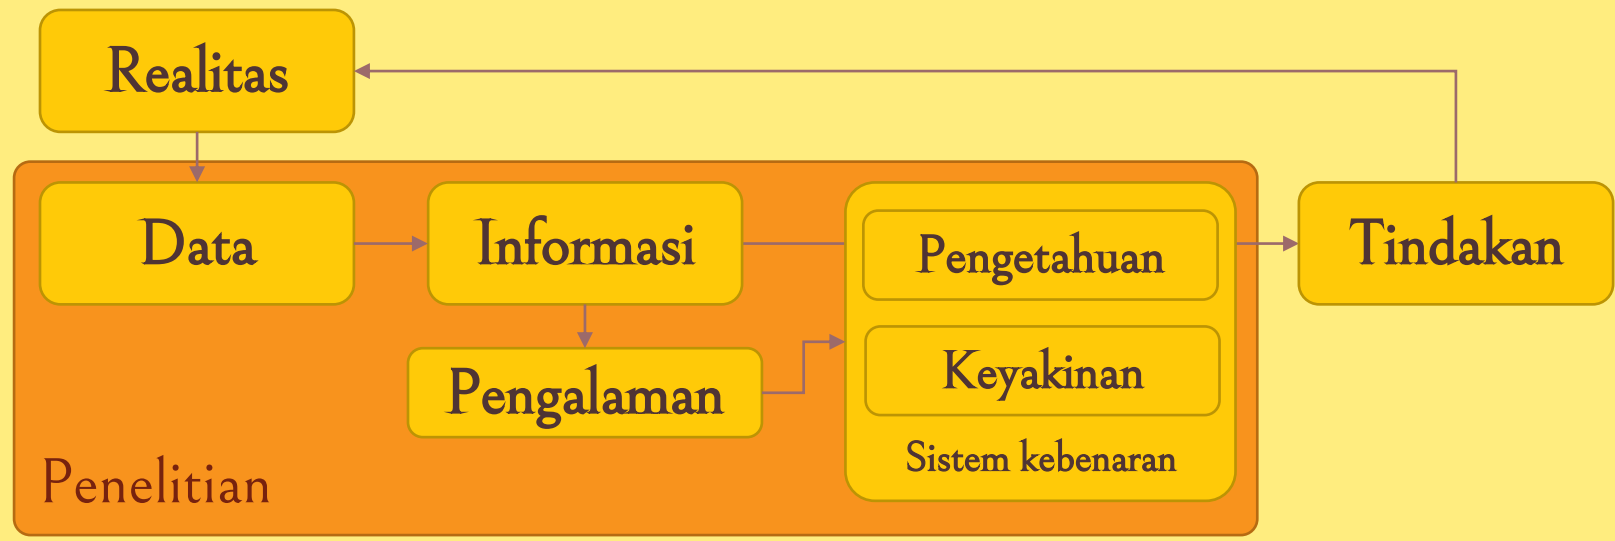 Realitas
Data
Informasi
Pengetahuan
Tindakan
Pengalaman
Keyakinan
Sistem kebenaran
Penelitian